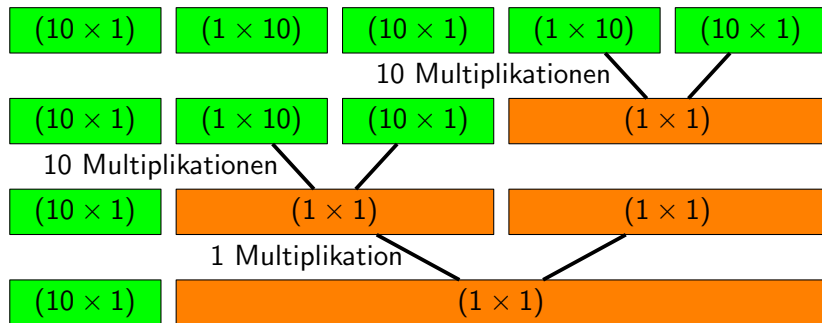 (10 × 1) (1 × 10) (10 × 1) (1 × 10) (10 × 1)
10 Multiplikationen
(10 × 1) (1 × 10) (10 × 1) (1 × 1)
10 Multiplikationen
(10 × 1) (1 × 1) (1 × 1)
1 Multiplikation
(10 × 1) (1 × 1)